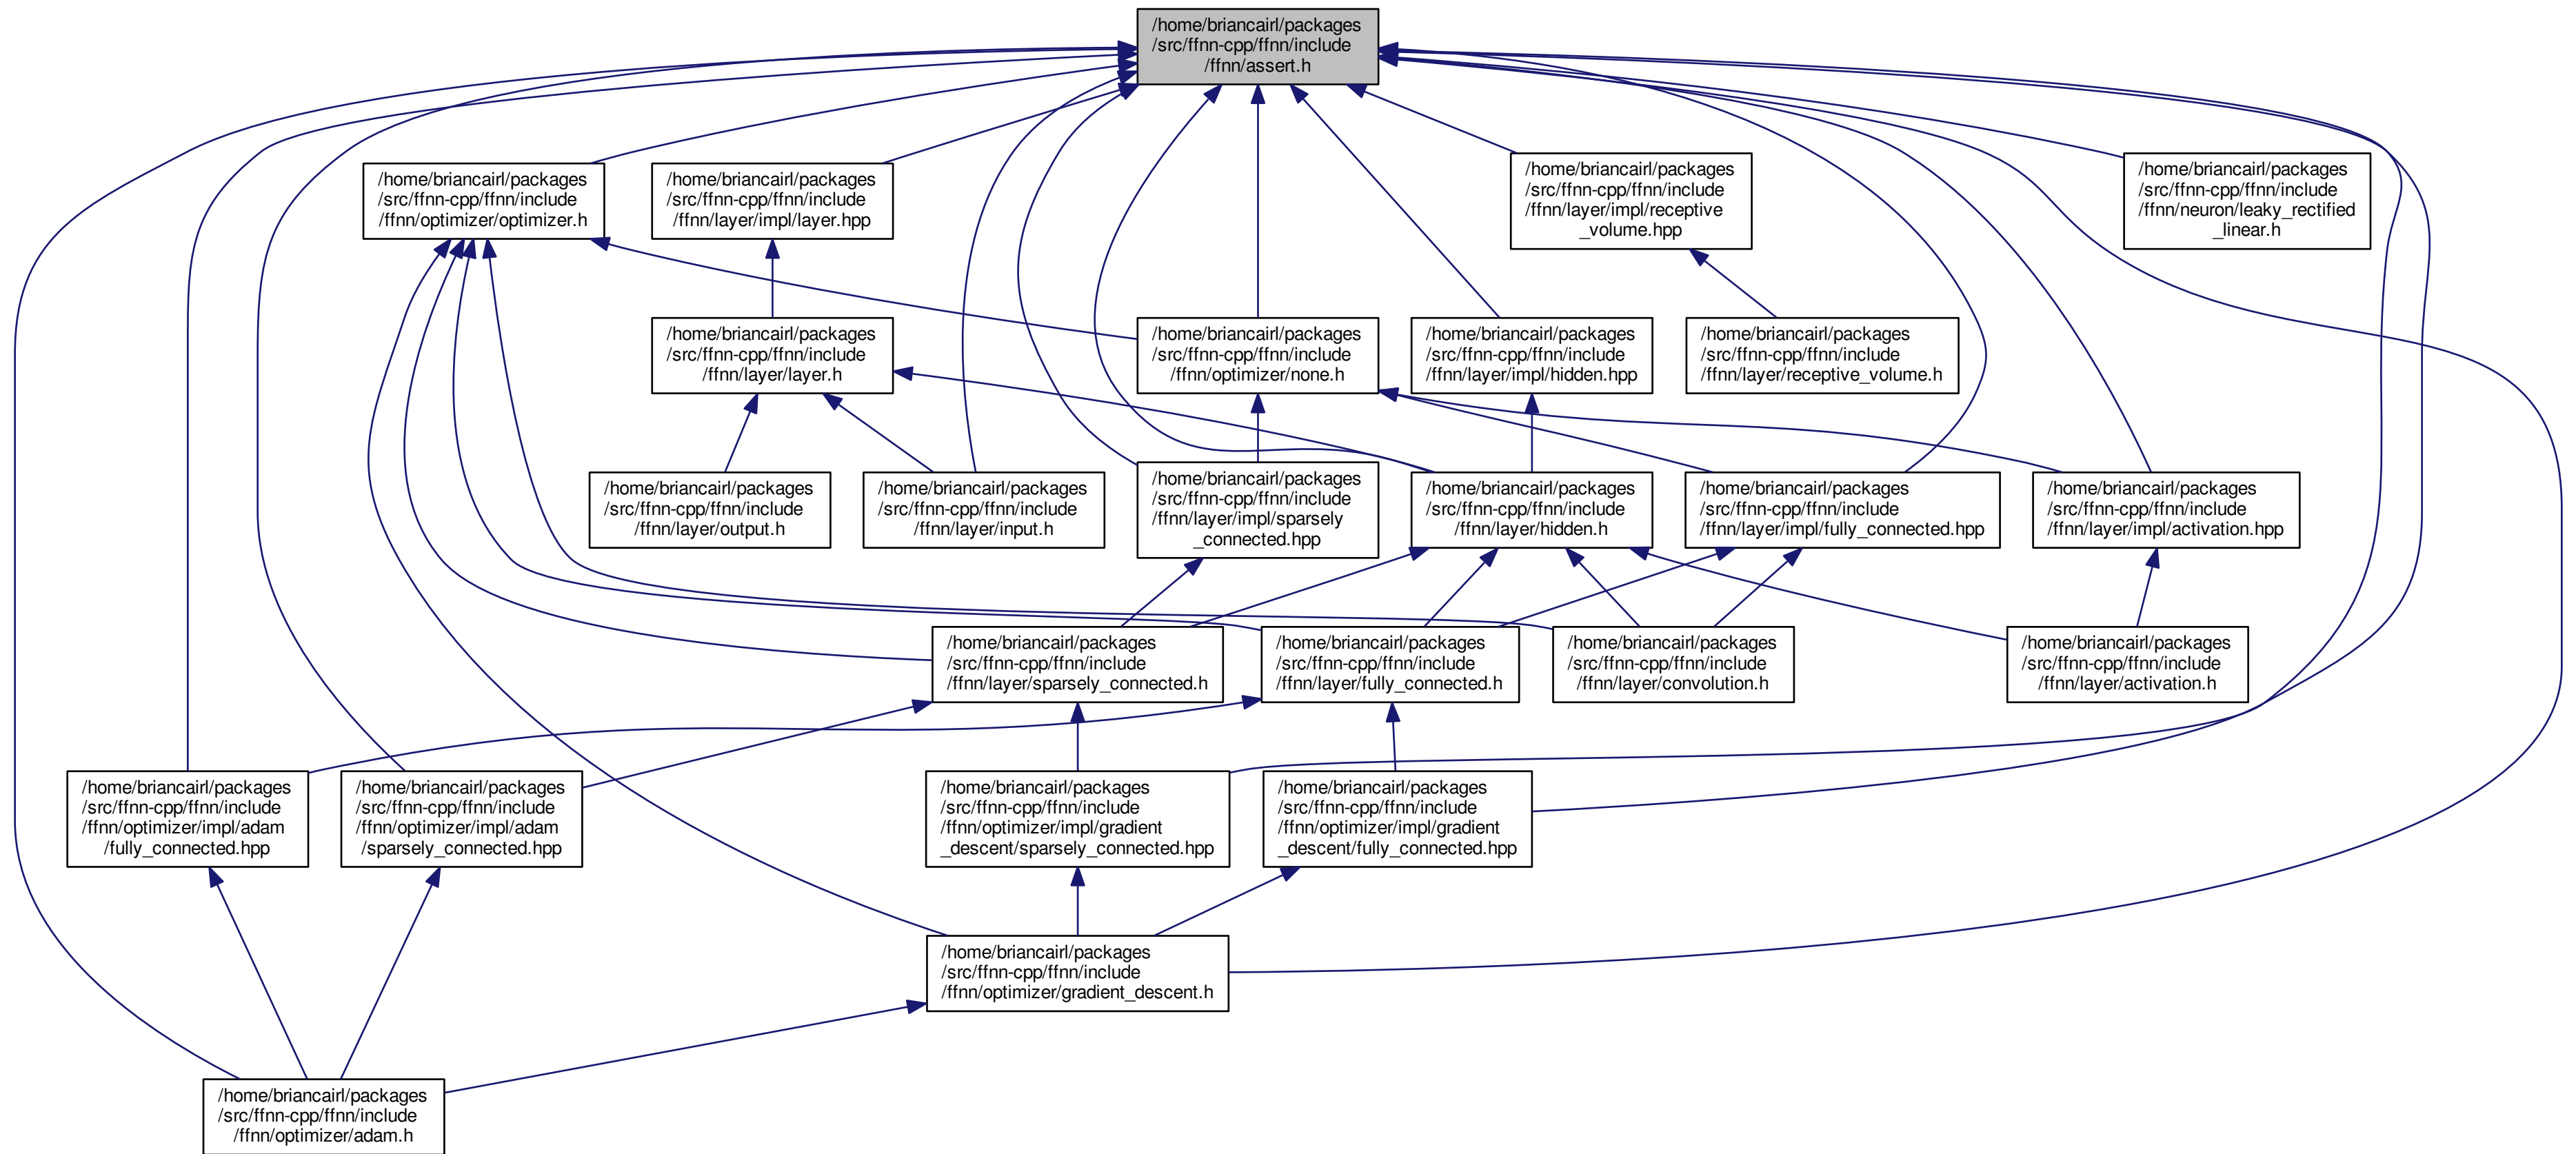 /home/briancairl/packages
/src/ffnn-cpp/ffnn/include
/ffnn/assert.h
/home/briancairl/packages
/src/ffnn-cpp/ffnn/include
/ffnn/optimizer/optimizer.h
/home/briancairl/packages
/src/ffnn-cpp/ffnn/include
/ffnn/layer/impl/layer.hpp
/home/briancairl/packages
/src/ffnn-cpp/ffnn/include
/ffnn/layer/impl/receptive
_volume.hpp
/home/briancairl/packages
/src/ffnn-cpp/ffnn/include
/ffnn/neuron/leaky_rectified
_linear.h
/home/briancairl/packages
/src/ffnn-cpp/ffnn/include
/ffnn/layer/layer.h
/home/briancairl/packages
/src/ffnn-cpp/ffnn/include
/ffnn/optimizer/none.h
/home/briancairl/packages
/src/ffnn-cpp/ffnn/include
/ffnn/layer/impl/hidden.hpp
/home/briancairl/packages
/src/ffnn-cpp/ffnn/include
/ffnn/layer/receptive_volume.h
/home/briancairl/packages
/src/ffnn-cpp/ffnn/include
/ffnn/layer/output.h
/home/briancairl/packages
/src/ffnn-cpp/ffnn/include
/ffnn/layer/input.h
/home/briancairl/packages
/src/ffnn-cpp/ffnn/include
/ffnn/layer/impl/sparsely
_connected.hpp
/home/briancairl/packages
/src/ffnn-cpp/ffnn/include
/ffnn/layer/hidden.h
/home/briancairl/packages
/src/ffnn-cpp/ffnn/include
/ffnn/layer/impl/fully_connected.hpp
/home/briancairl/packages
/src/ffnn-cpp/ffnn/include
/ffnn/layer/impl/activation.hpp
/home/briancairl/packages
/src/ffnn-cpp/ffnn/include
/ffnn/layer/sparsely_connected.h
/home/briancairl/packages
/src/ffnn-cpp/ffnn/include
/ffnn/layer/fully_connected.h
/home/briancairl/packages
/src/ffnn-cpp/ffnn/include
/ffnn/layer/convolution.h
/home/briancairl/packages
/src/ffnn-cpp/ffnn/include
/ffnn/layer/activation.h
/home/briancairl/packages
/src/ffnn-cpp/ffnn/include
/ffnn/optimizer/impl/adam
/fully_connected.hpp
/home/briancairl/packages
/src/ffnn-cpp/ffnn/include
/ffnn/optimizer/impl/adam
/sparsely_connected.hpp
/home/briancairl/packages
/src/ffnn-cpp/ffnn/include
/ffnn/optimizer/impl/gradient
_descent/sparsely_connected.hpp
/home/briancairl/packages
/src/ffnn-cpp/ffnn/include
/ffnn/optimizer/impl/gradient
_descent/fully_connected.hpp
/home/briancairl/packages
/src/ffnn-cpp/ffnn/include
/ffnn/optimizer/gradient_descent.h
/home/briancairl/packages
/src/ffnn-cpp/ffnn/include
/ffnn/optimizer/adam.h